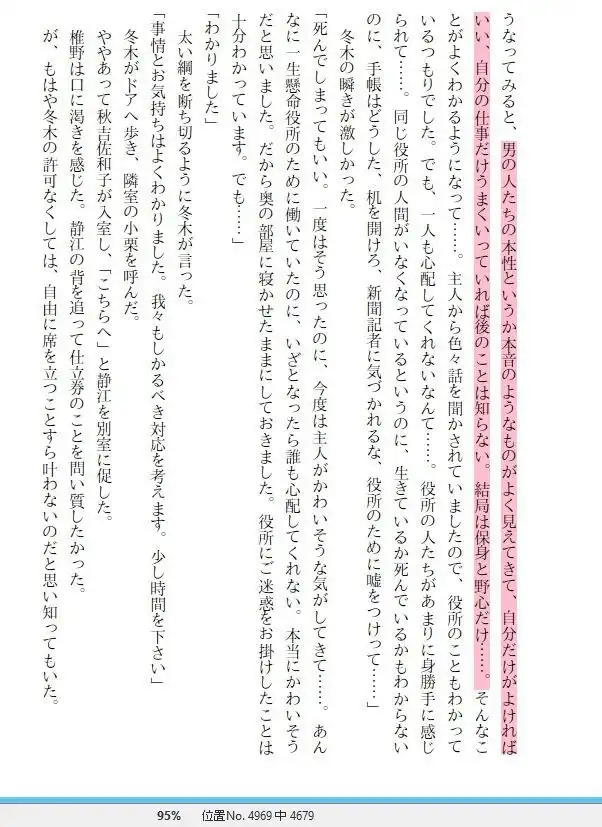 うなってみると、男の人たちの本性というか本音のようなものがよく見えてきて、自分だけがよければ
いい、自分の仕事だけうまくいっていれば後のことは知らない。結局は保身と野心だけ……。そんなこ
とがよくわかるようになって……。主人から色々話を聞かされていましたので、役所のこともわかって
いるつもりでした。でも、一人も心配してくれないなんて……。役所の人たちがあまりに身勝手に感じ
られて……。同じ役所の人間がいなくなっているというのに、生きているか死んでいるかもわからない
のに、手帳はどうした、机を開けろ、新聞記者に気づかれるな、役所のために嘘をつけって……」
冬木の瞬きが激しかった。
「死んでしまってもいい。一度はそう思ったのに、今度は主人がかわいそうな気がしてきて……。あん
なに一生懸命役所のために働いていたのに、いざとなったら誰も心配してくれない。本当にかわいそう
だと思いました。だから奥の部屋に寝かせたままにしておきました。役所にご迷惑をお掛けしたことは
十分わかっています。でも……」
「わかりました」
太い綱を断ち切るように冬木が言った。
「事情とお気持ちはよくわかりました。我々もしかるべき対応を考えます。少し時間を下さい」
冬木がドアへ歩き、隣室の小栗を呼んだ。
ややあって秋吉佐和子が入室し、「こちらへ」と静江を別室に促した。
椎野は口に渇きを感じた。静江の背を追って仕立券のことを問い質したかった。
が、もはや冬木の許可なくしては、自由に席を立つことすら叶わないのだと思い知ってもいた。
95% 位置No. 4969中 4679